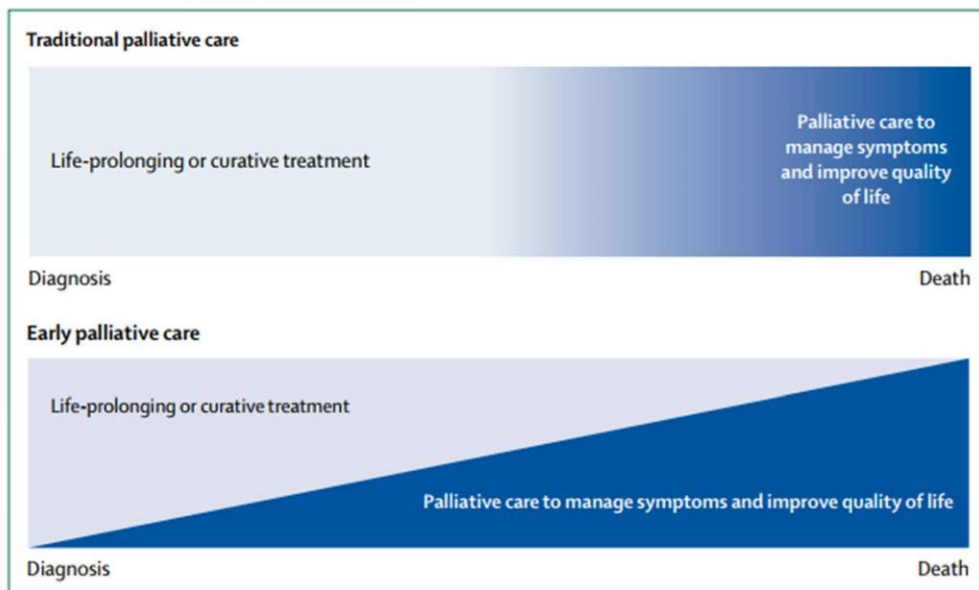 Traditional palliative care
Life-prolonging or curative treatment
Palliative care to
manage symptoms
and improve quality
of life
Diagnosis
Death
Early palliative care
Life-prolonging or curative treatment
Palliative care to manage symptoms and improve quality of life
Diagnosis
Death